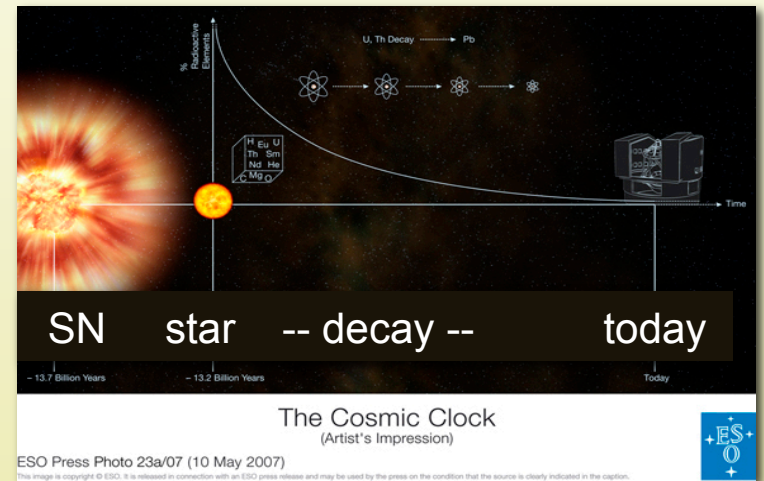 % Radioactive Elements
U, Th Decay Pb
H Eu U
Th Sm
Nd He
C Mg O
Time
SN star -- decay -- today
~ 13.7 Billion Years ~ 13.2 Billion Years Today
The Cosmic Clock
(Artist's Impression)
ESO Press Photo 23a/07 (10 May 2007)
This image is copyright © ESO. It is released in connection with an ESO press release and may be used by the press on the condition that the source is clearly indicated in the caption.
ESO